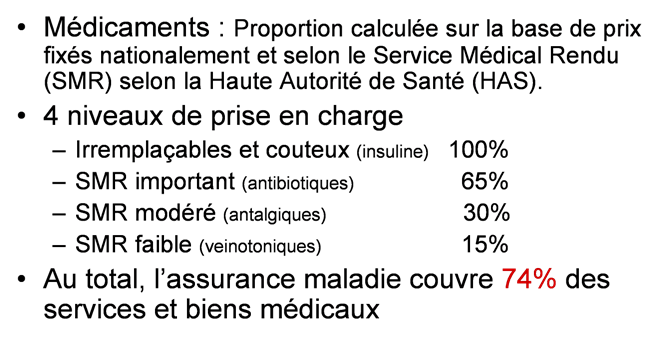 • Médicaments : Proportion calculée sur la base de prix
fixés nationalement et selon le Service Médical Rendu
(SMR) selon la Haute Autorité de Santé (HAS).
• 4 niveaux de prise en charge
– Irremplaçables et couteux (insuline) 100%
– SMR important (antibiotiques) 65%
– SMR modéré (antalgiques) 30%
– SMR faible (veinotoniques) 15%
• Au total, l’assurance maladie couvre 74% des
services et biens médicaux